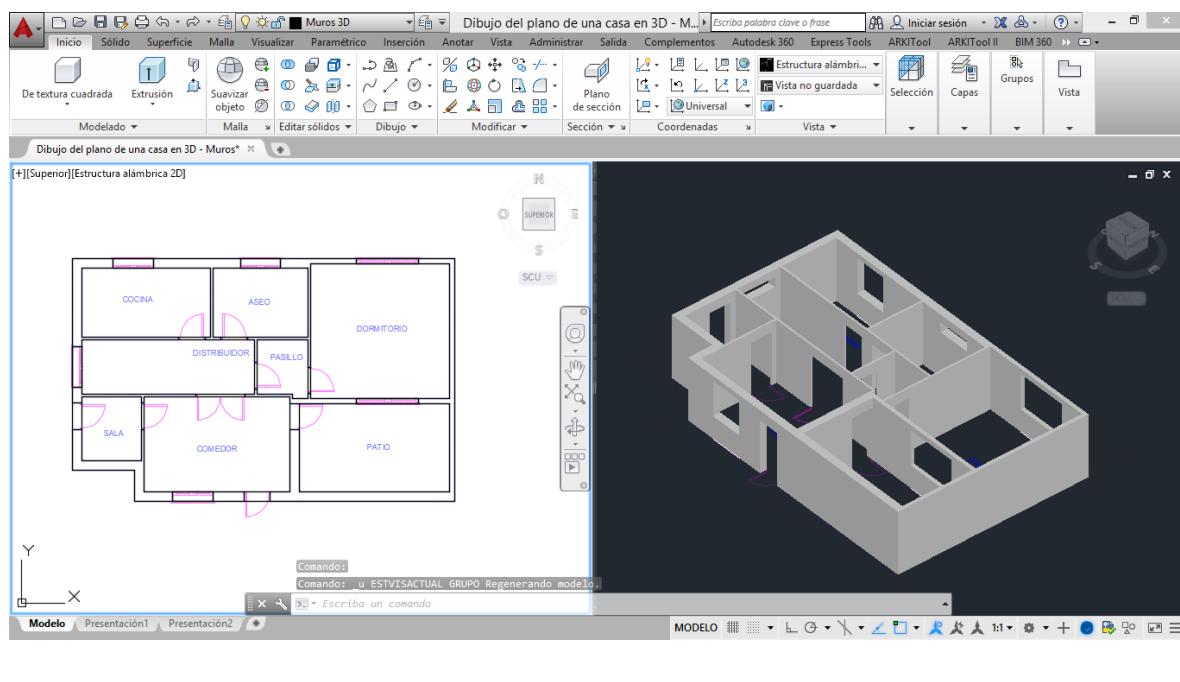 Muros 3D
Dibujo del plano de una casa en 3D - M...
Escriba palabra clave o frase
Iniciar sesión
Inicio Sólido Superficie Malla Visualizar Paramétrico Inserción Anotar Vista Administrar Salida Complementos Autodesk 360 Express Tools ARKITool ARKITool II BIM 360
De textura cuadrada
Extrusión
Suavizar objeto
Plano de sección
Estructura alámbri...
Vista no guardada
Universal
Selección
Capas
Grupos
Vista
Modelado Malla Editar sólidos Dibujo Modificar Sección Coordenadas Vista
Dibujo del plano de una casa en 3D - Muros*
[+][Superior][Estructura alámbrica 2D]
N
O SUPERIOR E
S
SCU
COCINA
ASEO
DORMITORIO
DISTRIBUIDOR
PASILLO
SALA
COMEDOR
PATIO
Y
X
Comando:
Comando: _u ESTVISACTUAL GRUPO Regenerando modelo.
Escriba un comando
Modelo Presentación1 Presentación2
MODELO
1:1